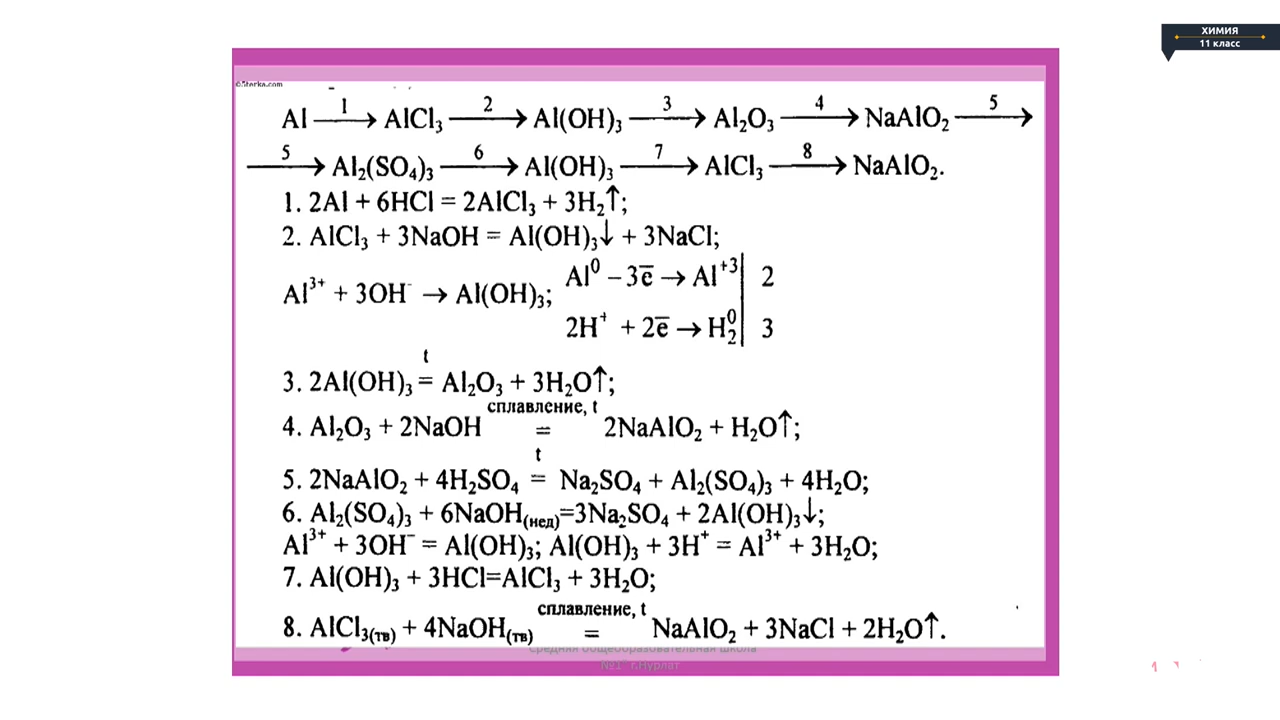 ХИМИЯ
11 класс
©5terka.com
Al —1→ AlCl₃ —2→ Al(OH)₃ —3→ Al₂O₃ —4→ NaAlO₂ —5→
—5→ Al₂(SO₄)₃ —6→ Al(OH)₃ —7→ AlCl₃ —8→ NaAlO₂.
1. 2Al + 6HCl = 2AlCl₃ + 3H₂↑;
2. AlCl₃ + 3NaOH = Al(OH)₃↓ + 3NaCl;
Al³⁺ + 3OH⁻ → Al(OH)₃;
Al⁰ – 3ē → Al⁺³ | 2
2H⁺ + 2ē → H₂⁰ | 3
t
3. 2Al(OH)₃ = Al₂O₃ + 3H₂O↑;
сплавление, t
4. Al₂O₃ + 2NaOH = 2NaAlO₂ + H₂O↑;
t
5. 2NaAlO₂ + 4H₂SO₄ = Na₂SO₄ + Al₂(SO₄)₃ + 4H₂O;
6. Al₂(SO₄)₃ + 6NaOH(нед)=3Na₂SO₄ + 2Al(OH)₃↓;
Al³⁺ + 3OH⁻ = Al(OH)₃; Al(OH)₃ + 3H⁺ = Al³⁺ + 3H₂O;
7. Al(OH)₃ + 3HCl=AlCl₃ + 3H₂O;
сплавление, t
8. AlCl₃(тв) + 4NaOH(тв) = NaAlO₂ + 3NaCl + 2H₂O↑.
Средняя общеобразовательная школа
г.Нурлат